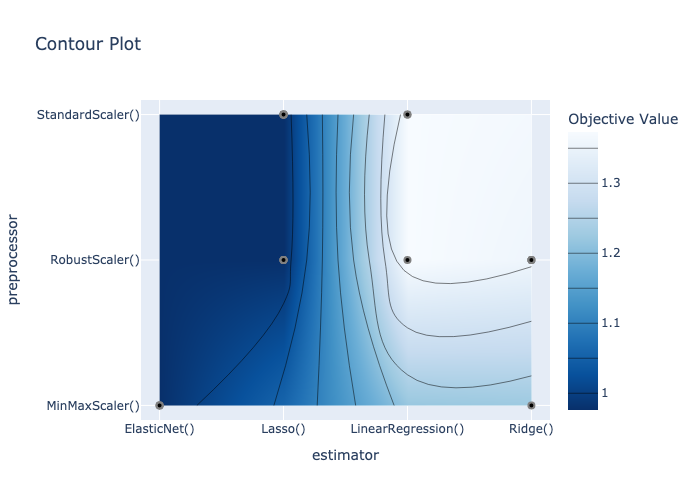 Contour Plot
Objective Value
StandardScaler()
RobustScaler()
MinMaxScaler()
preprocessor
1.3
1.2
1.1
1
ElasticNet() Lasso() LinearRegression() Ridge()
estimator